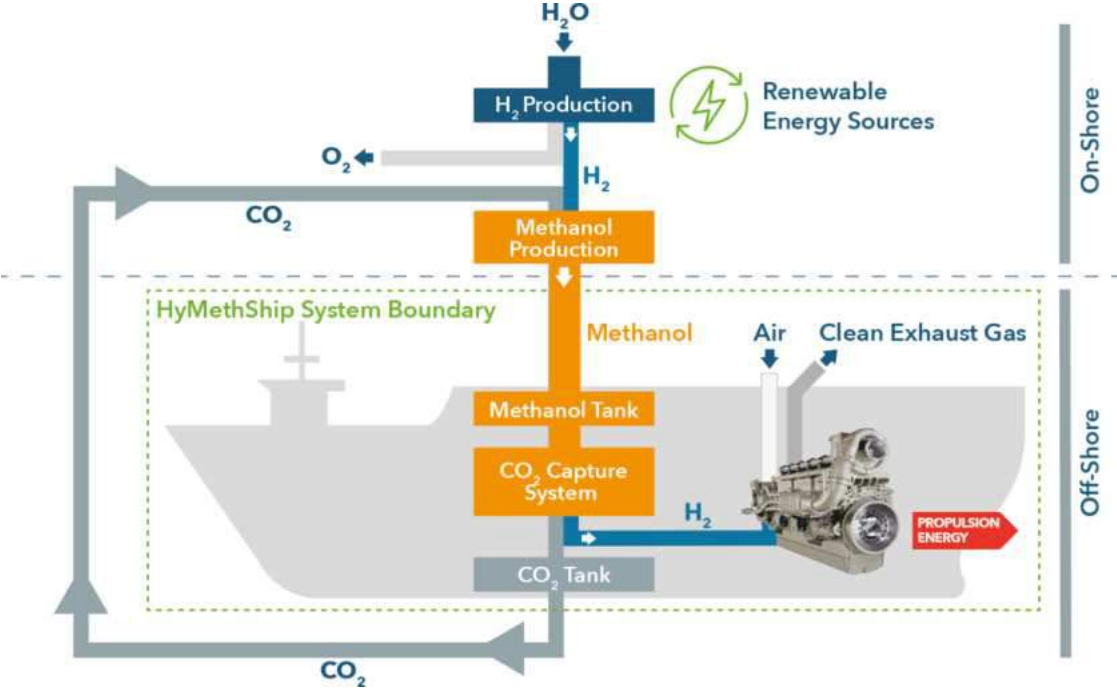 H₂O
H₂ Production
Renewable
Energy Sources
O₂
H₂
CO₂
Methanol
Production
On-Shore
HyMethShip System Boundary
Methanol
Air
Clean Exhaust Gas
Methanol Tank
CO₂ Capture
System
H₂
PROPULSION
ENERGY
CO₂ Tank
Off-Shore
CO₂